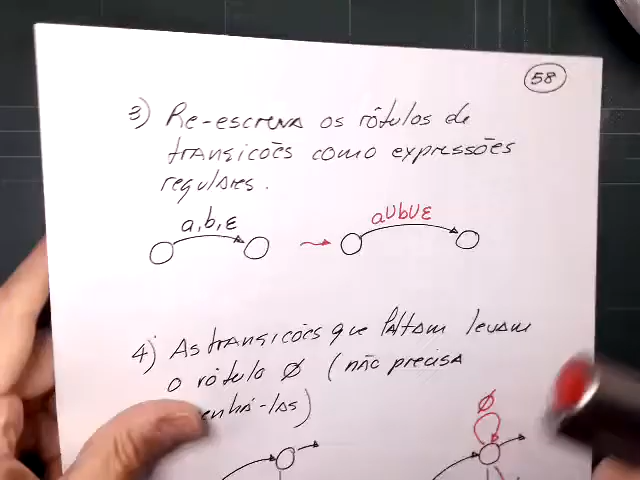 58
3) Re-escreva os rótulos de
transições como expressões
regulares.
a,b,ε
a∪b∪ε
4) As transições que faltam levam
o rótulo ∅ (não precisa
∅